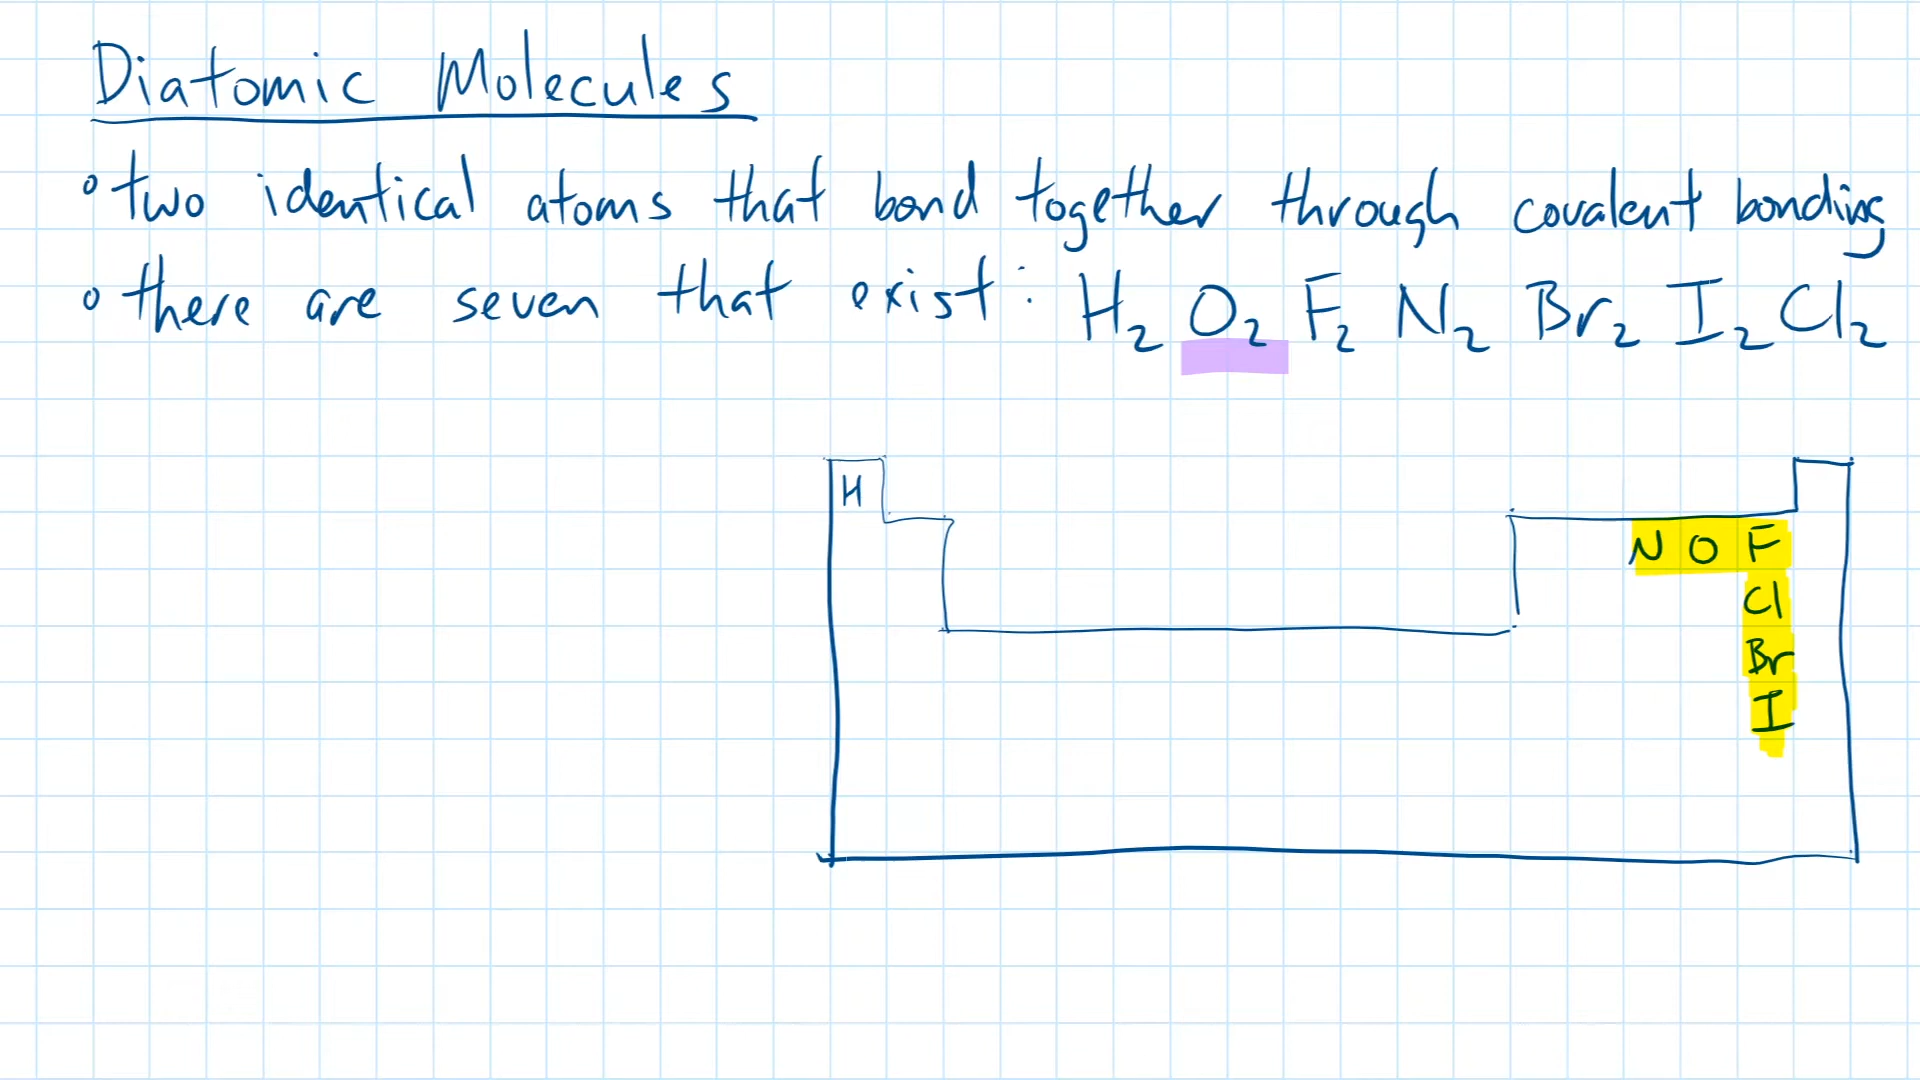 Diatomic Molecules
° two identical atoms that bond together through covalent bonding
° there are seven that exist: H₂ O₂ F₂ N₂ Br₂ I₂ Cl₂
H
N O F
Cl
Br
I